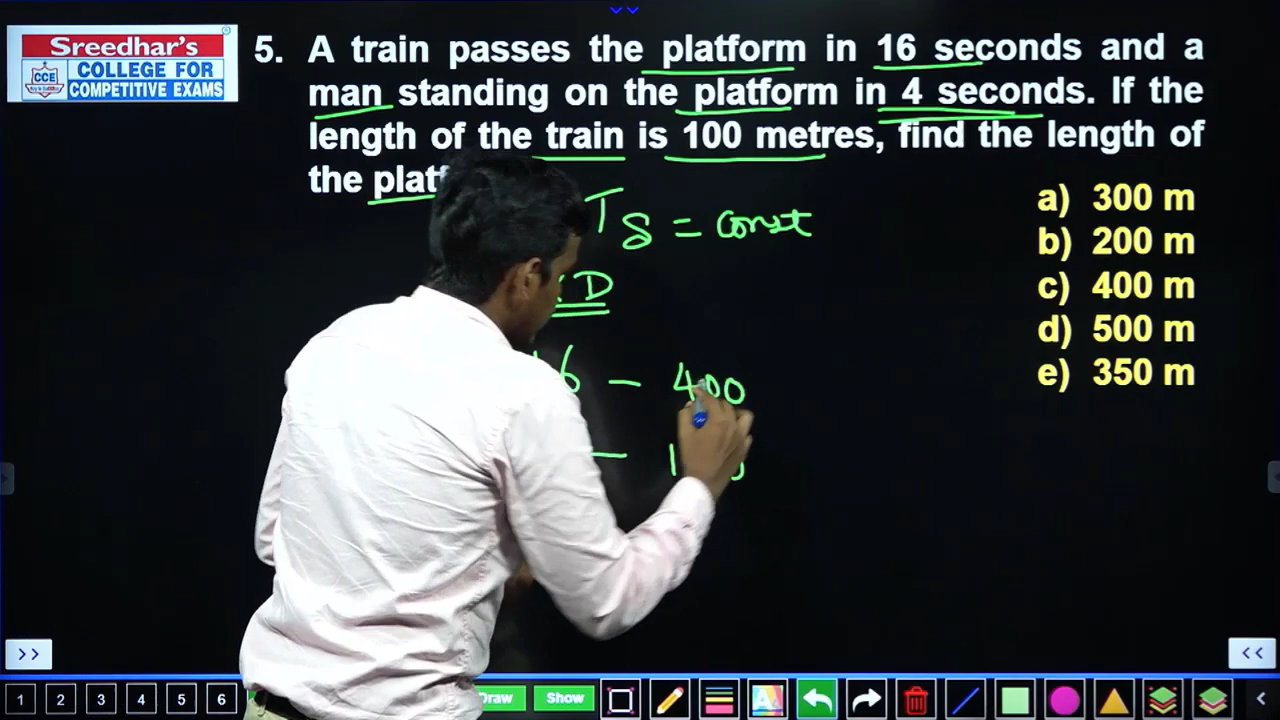 Sreedhar's
CCE
COLLEGE FOR
COMPETITIVE EXAMS
5. A train passes the platform in 16 seconds and a
man standing on the platform in 4 seconds. If the
length of the train is 100 metres, find the length of
the
a) 300 m
b) 200 m
c) 400 m
d) 500 m
e) 350 m
T S = const
: D
16 – 400
–
>>
<<
1 2 3 4 5 6
Show